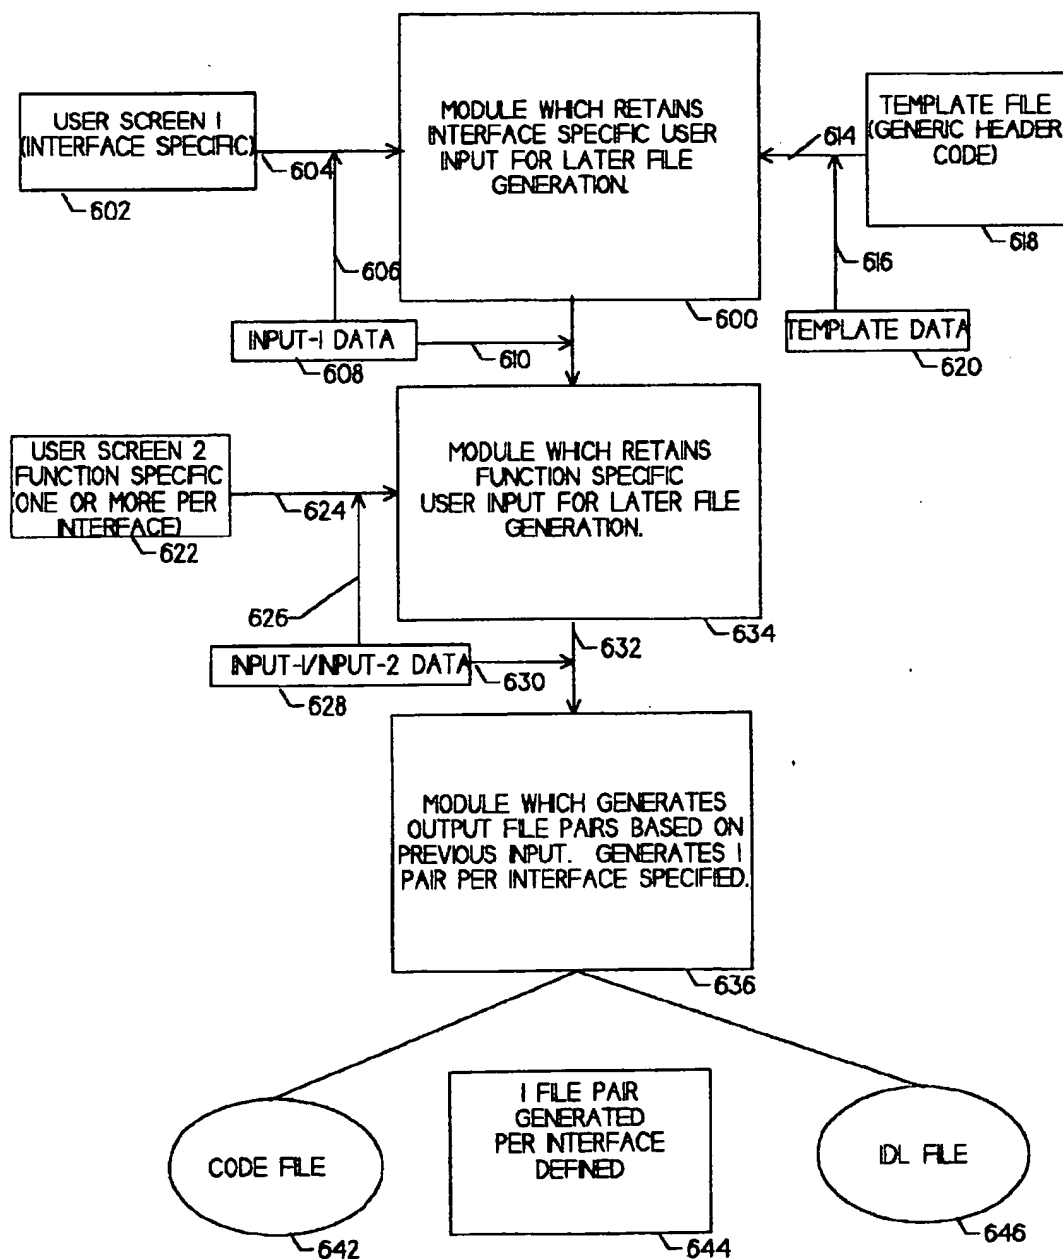 USER SCREEN 1
(INTERFACE SPECIFIC)
602
604
606
MODULE WHICH RETAINS
INTERFACE SPECIFIC USER
INPUT FOR LATER FILE
GENERATION.
600
TEMPLATE FILE
(GENERIC HEADER
CODE)
614
618
616
INPUT-1 DATA
608
610
TEMPLATE DATA
620
USER SCREEN 2
FUNCTION SPECIFIC
(ONE OR MORE PER
INTERFACE)
622
624
626
MODULE WHICH RETAINS
FUNCTION SPECIFIC
USER INPUT FOR LATER FILE
GENERATION.
634
632
INPUT-1/INPUT-2 DATA
628
630
MODULE WHICH GENERATES
OUTPUT FILE PAIRS BASED ON
PREVIOUS INPUT. GENERATES 1
PAIR PER INTERFACE SPECIFIED.
636
CODE FILE
642
1 FILE PAIR
GENERATED
PER INTERFACE
DEFINED
644
IDL FILE
646